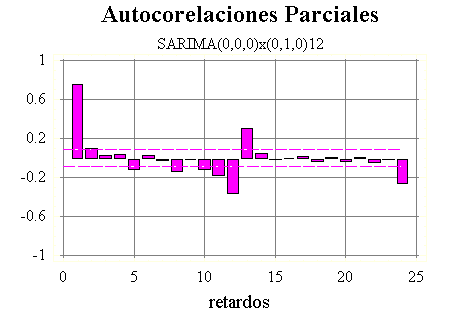 Autocorelaciones Parciales
SARIMA(0,0,0)x(0,1,0)12
1
0.6
0.2
-0.2
-0.6
-1
0 5 10 15 20 25
retardos